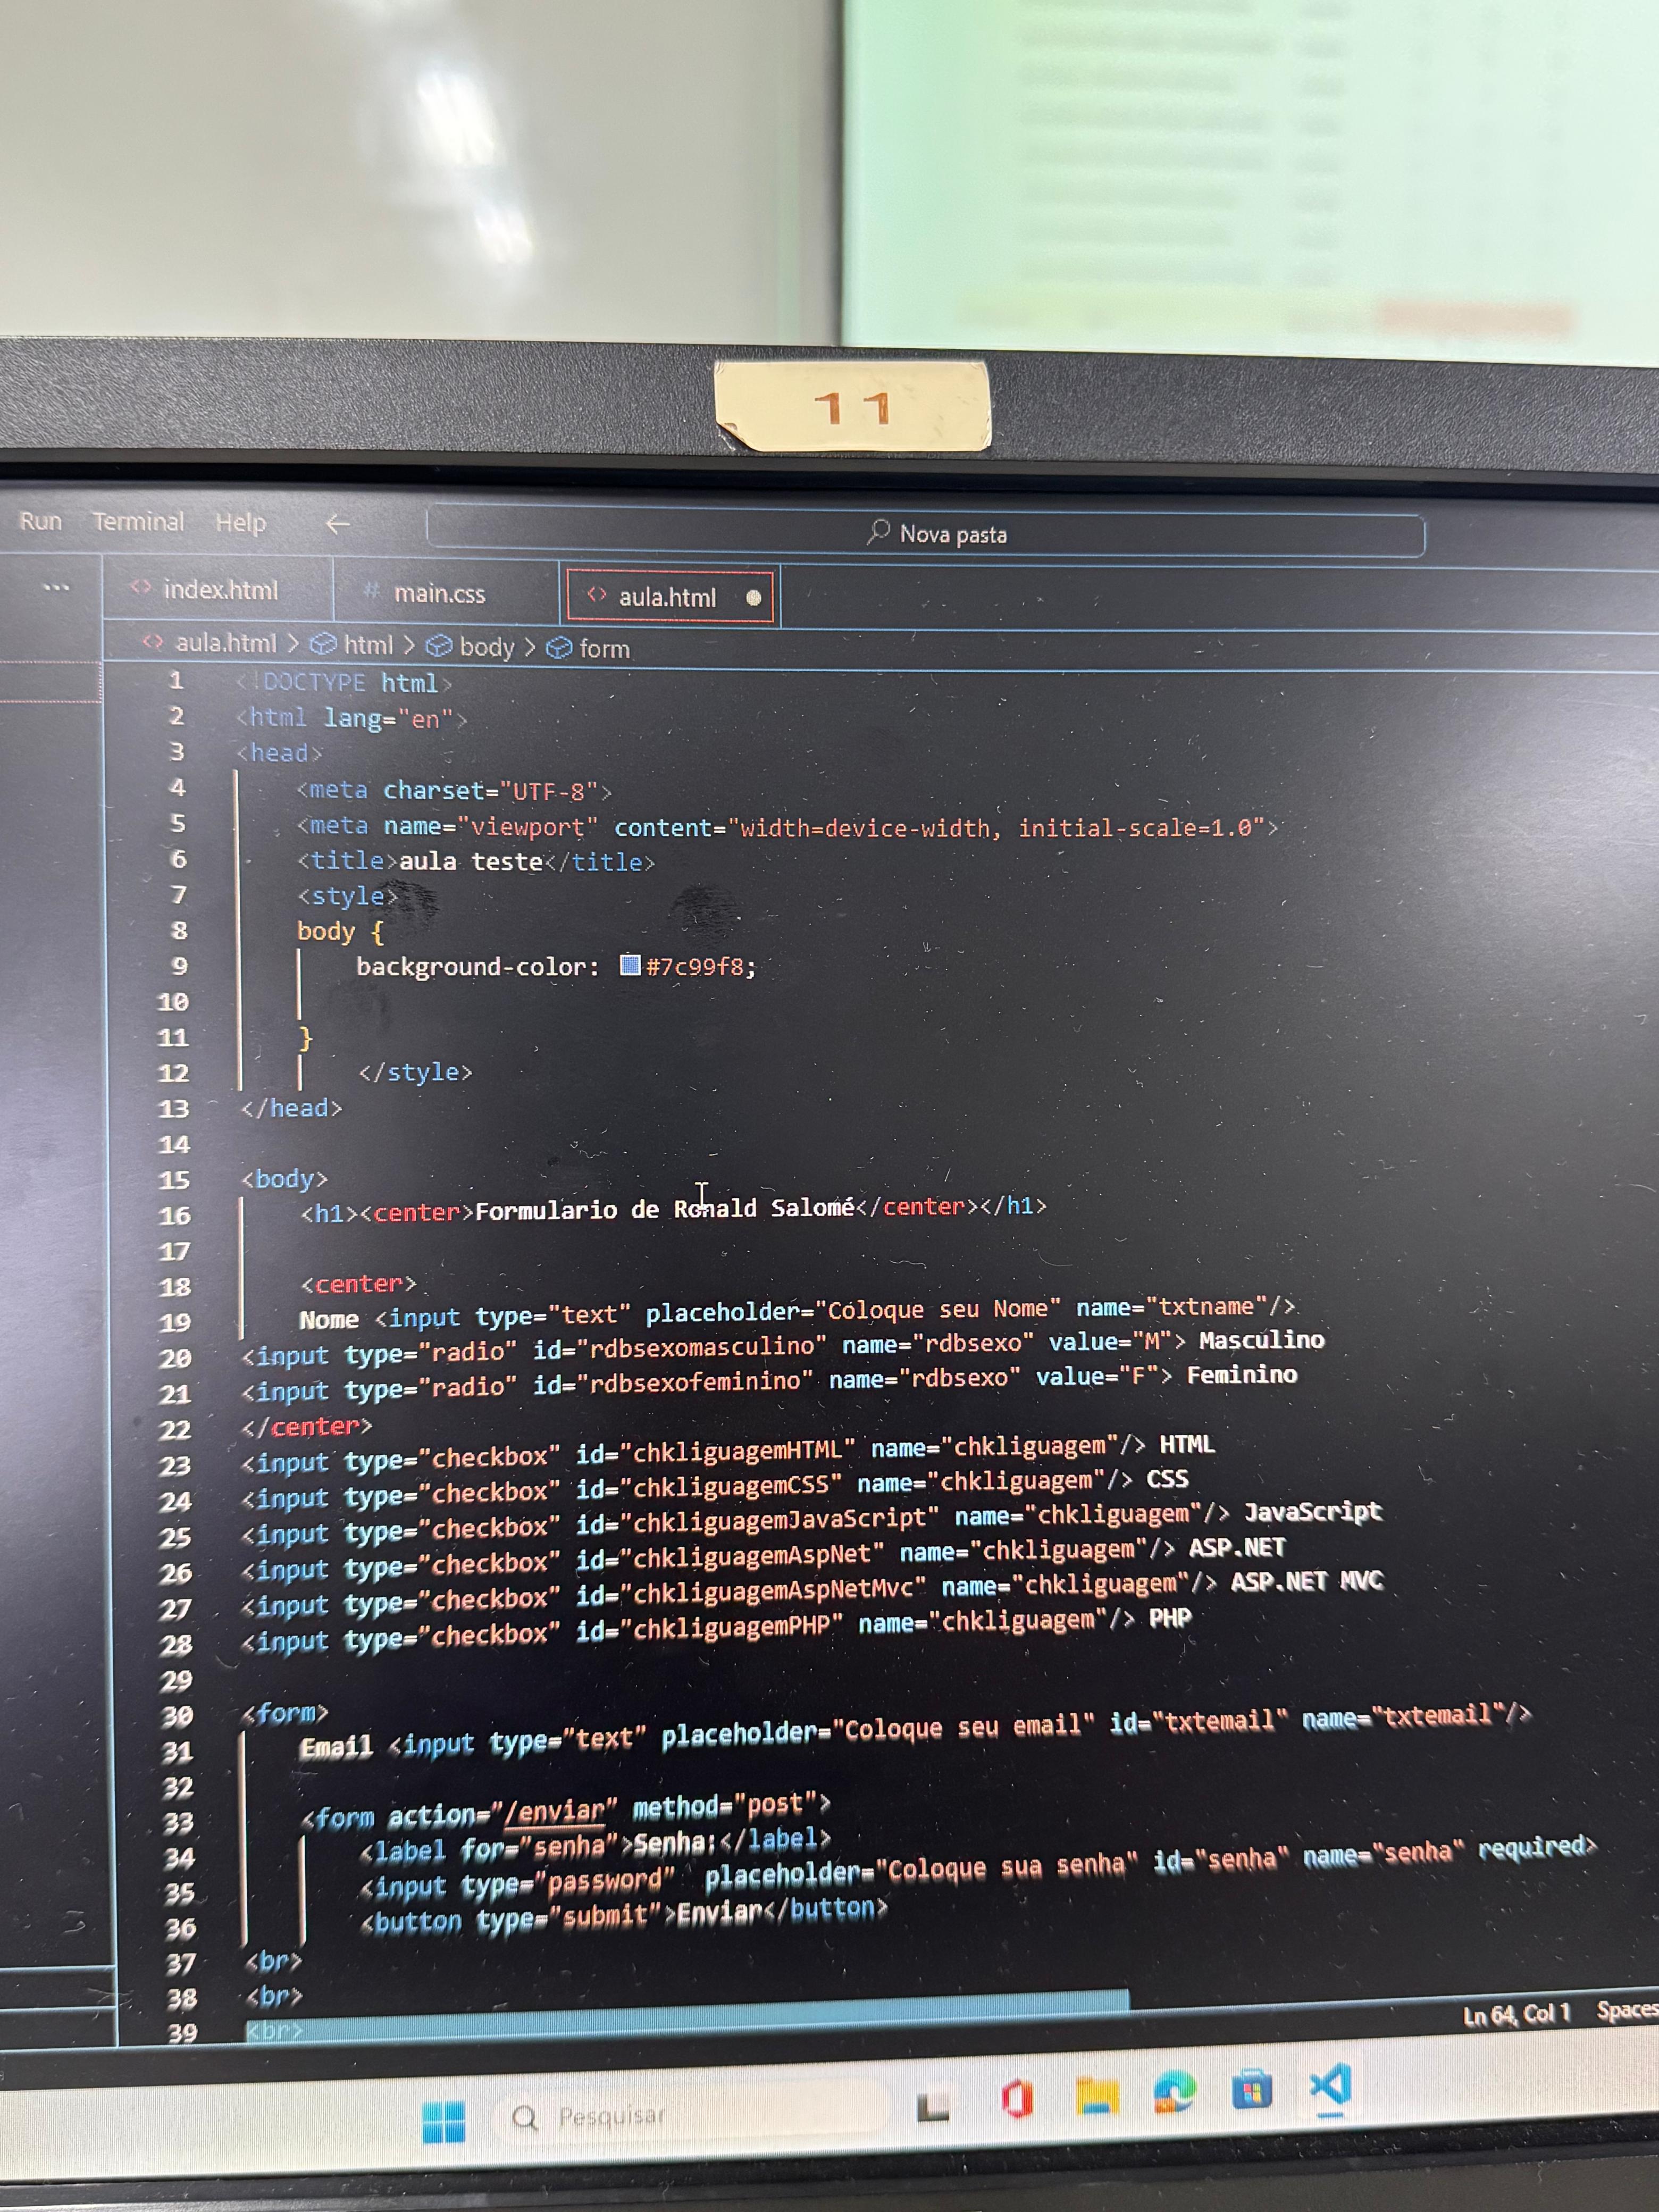 11
Run Terminal Help ← Nova pasta
... <> index.html # main.css <> aula.html
<> aula.html > html > body > form
1 <!DOCTYPE html>
2 <html lang="en">
3 <head>
4 <meta charset="UTF-8">
5 <meta name="viewport" content="width=device-width, initial-scale=1.0">
6 <title>aula teste</title>
7 <style>
8 body {
9 background-color: #7c99f8;
10
11 }
12 </style>
13 </head>
14
15 <body>
16 <h1><center>Formulario de Ronald Salomé</center></h1>
17
18 <center>
19 Nome <input type="text" placeholder="Coloque seu Nome" name="txtname"/>
20 <input type="radio" id="rdbsexomasculino" name="rdbsexo" value="M"> Masculino
21 <input type="radio" id="rdbsexofeminino" name="rdbsexo" value="F"> Feminino
22 </center>
23 <input type="checkbox" id="chkliguagemHTML" name="chkliguagem"/> HTML
24 <input type="checkbox" id="chkliguagemCSS" name="chkliguagem"/> CSS
25 <input type="checkbox" id="chkliguagemJavaScript" name="chkliguagem"/> JavaScript
26 <input type="checkbox" id="chkliguagemAspNet" name="chkliguagem"/> ASP.NET
27 <input type="checkbox" id="chkliguagemAspNetMvc" name="chkliguagem"/> ASP.NET MVC
28 <input type="checkbox" id="chkliguagemPHP" name="chkliguagem"/> PHP
29
30 <form>
31 Email <input type="text" placeholder="Coloque seu email" id="txtemail" name="txtemail"/>
32
33 <form action="/enviar" method="post">
34 <label for="senha">Senha:</label>
35 <input type="password" placeholder="Coloque sua senha" id="senha" name="senha" required>
36 <button type="submit">Enviar</button>
37 <br>
38 <br>
39 <br>
Ln 64, Col 1 Spaces
Pesquisar